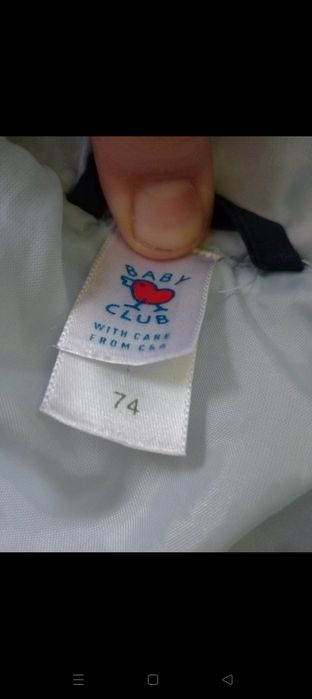 BABY
CLUB
WITH CARE
FROM C&A
74